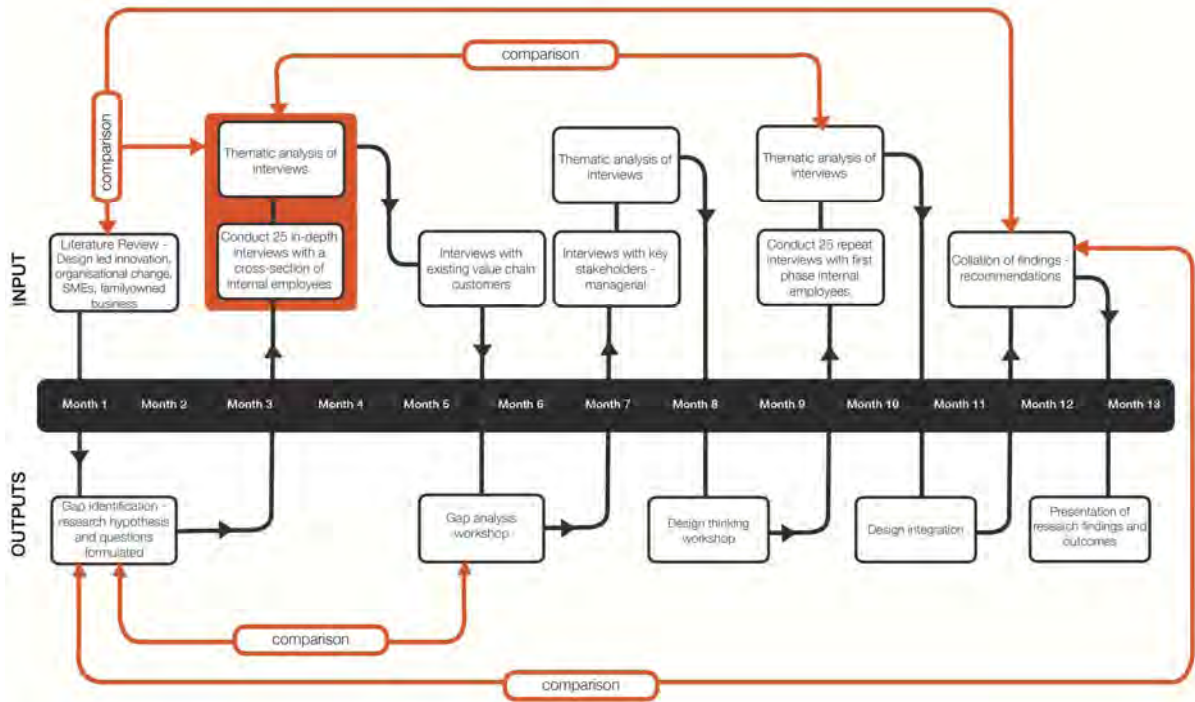 comparison
comparison
Thematic analysis of
interviews
Thematic analysis of
interviews
Thematic analysis of
interviews
Literature Review -
Design led innovation,
organisational change,
SMEs, familyowned
business
Conduct 25 in-depth
interviews with a
cross-section of
internal employees
Interviews with
existing value chain
customers
Interviews with key
stakeholders -
managerial
Conduct 25 repeat
interviews with first
phase internal
employees
Collation of findings -
recommendations
INPUT
Month 1
Month 2
Month 3
Month 4
Month 5
Month 6
Month 7
Month 8
Month 9
Month 10
Month 11
Month 12
Month 13
OUTPUTS
Gap identification -
research hypothesis
and questions
formulated
Gap analysis
workshop
Design thinking
workshop
Design integration
Presentation of
research findings and
outcomes
comparison
comparison